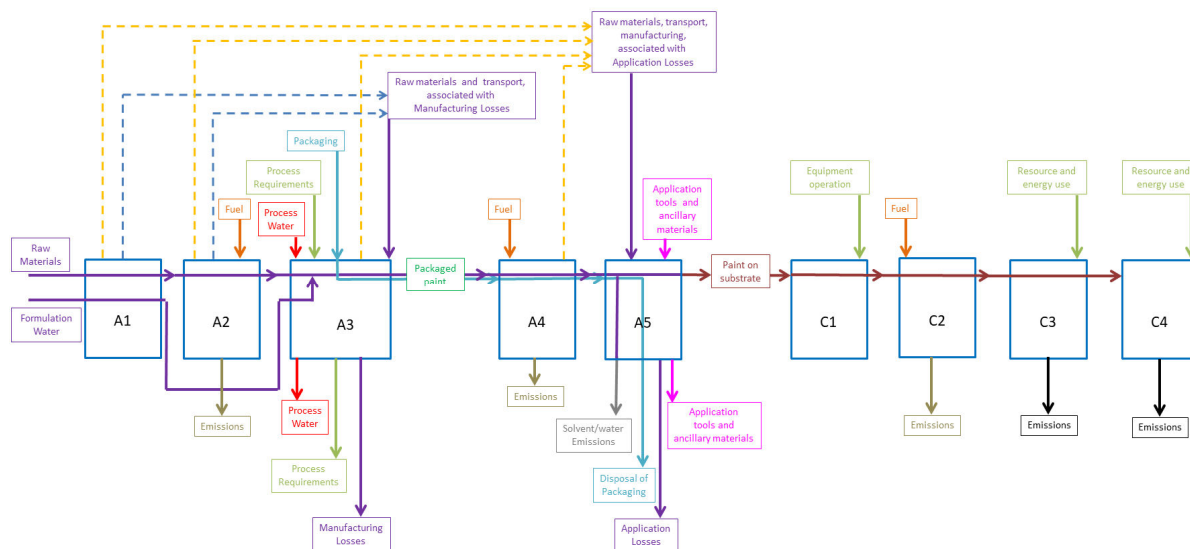 Raw materials, transport,
manufacturing,
associated with
Application Losses
Raw materials and transport,
associated with
Manufacturing Losses
Packaging
Process
Requirements
Equipment
operation
Resource and
energy use
Resource and
energy use
Application
tools and
ancillary
materials
Fuel
Process
Water
Fuel
Fuel
Raw
Materials
Packaged
paint
Paint on
substrate
Formulation
Water
A1
A2
A3
A4
A5
C1
C2
C3
C4
Emissions
Process
Water
Emissions
Solvent/water
Emissions
Application
tools and
ancillary materials
Emissions
Emissions
Emissions
Process
Requirements
Disposal of
Packaging
Manufacturing
Losses
Application
Losses